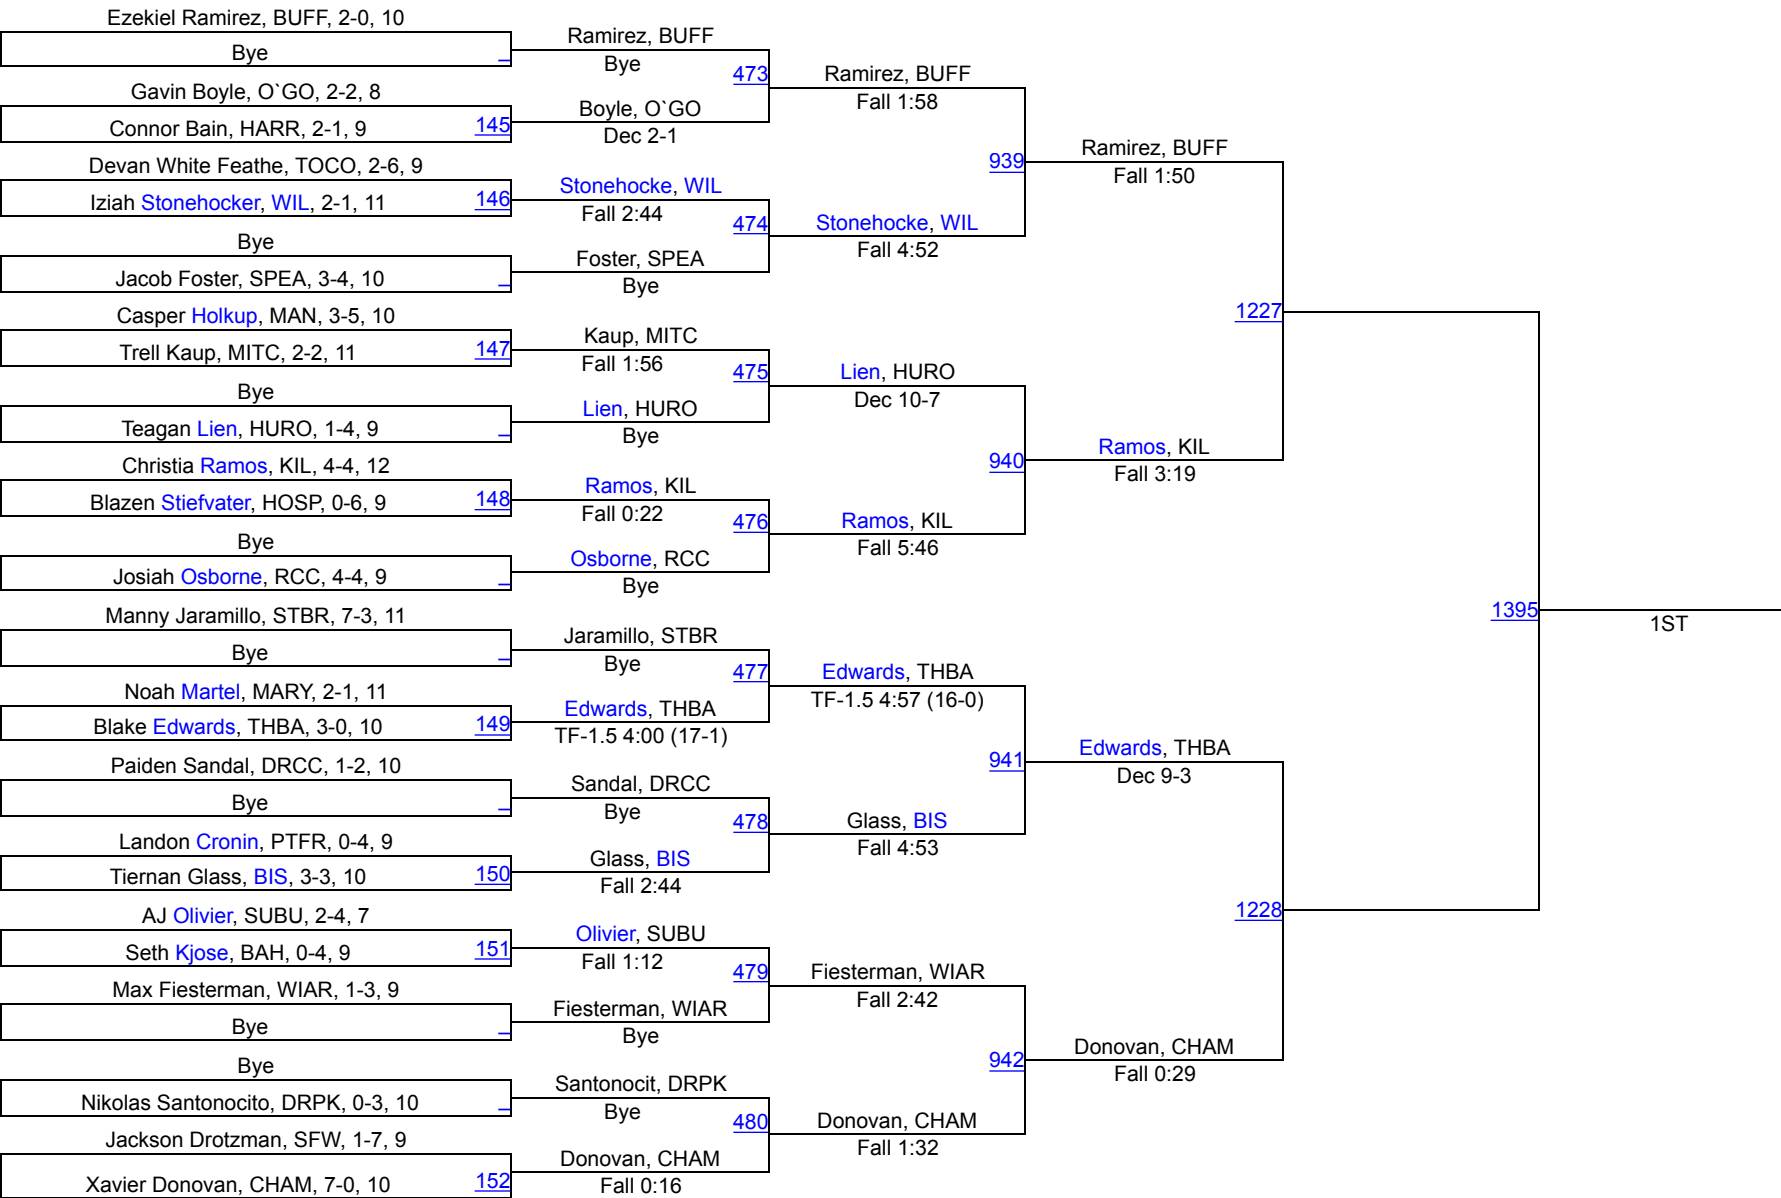 Ezekiel Ramirez, BUFF, 2-0, 10
Bye
Gavin Boyle, O`GO, 2-2, 8
Connor Bain, HARR, 2-1, 9 145
Devan White Feathe, TOCO, 2-6, 9
Iziah Stonehocker, WIL, 2-1, 11 146
Bye
Jacob Foster, SPEA, 3-4, 10
Casper Holkup, MAN, 3-5, 10
Trell Kaup, MITC, 2-2, 11 147
Bye
Teagan Lien, HURO, 1-4, 9
Christia Ramos, KIL, 4-4, 12
Blazen Stiefvater, HOSP, 0-6, 9 148
Bye
Josiah Osborne, RCC, 4-4, 9
Manny Jaramillo, STBR, 7-3, 11
Bye
Noah Martel, MARY, 2-1, 11
Blake Edwards, THBA, 3-0, 10 149
Paiden Sandal, DRCC, 1-2, 10
Bye
Landon Cronin, PTFR, 0-4, 9
Tiernan Glass, BIS, 3-3, 10 150
AJ Olivier, SUBU, 2-4, 7
Seth Kjose, BAH, 0-4, 9 151
Max Fiesterman, WIAR, 1-3, 9
Bye
Bye
Nikolas Santonocito, DRPK, 0-3, 10
Jackson Drotzman, SFW, 1-7, 9
Xavier Donovan, CHAM, 7-0, 10 152
Ramirez, BUFF
Bye
473
Boyle, O`GO
Dec 2-1
Stonehocke, WIL
Fall 2:44
474
Foster, SPEA
Bye
Kaup, MITC
Fall 1:56
475
Lien, HURO
Bye
Ramos, KIL
Fall 0:22
476
Osborne, RCC
Bye
Jaramillo, STBR
Bye
477
Edwards, THBA
TF-1.5 4:00 (17-1)
Sandal, DRCC
Bye
478
Glass, BIS
Fall 2:44
Olivier, SUBU
Fall 1:12
479
Fiesterman, WIAR
Bye
Santonocit, DRPK
Bye
480
Donovan, CHAM
Fall 0:16
Ramirez, BUFF
Fall 1:58
939
Stonehocke, WIL
Fall 4:52
Lien, HURO
Dec 10-7
940
Ramos, KIL
Fall 5:46
Edwards, THBA
TF-1.5 4:57 (16-0)
941
Glass, BIS
Fall 4:53
Fiesterman, WIAR
Fall 2:42
942
Donovan, CHAM
Fall 1:32
Ramirez, BUFF
Fall 1:50
1227
Ramos, KIL
Fall 3:19
Edwards, THBA
Dec 9-3
1228
Donovan, CHAM
Fall 0:29
1395
1ST